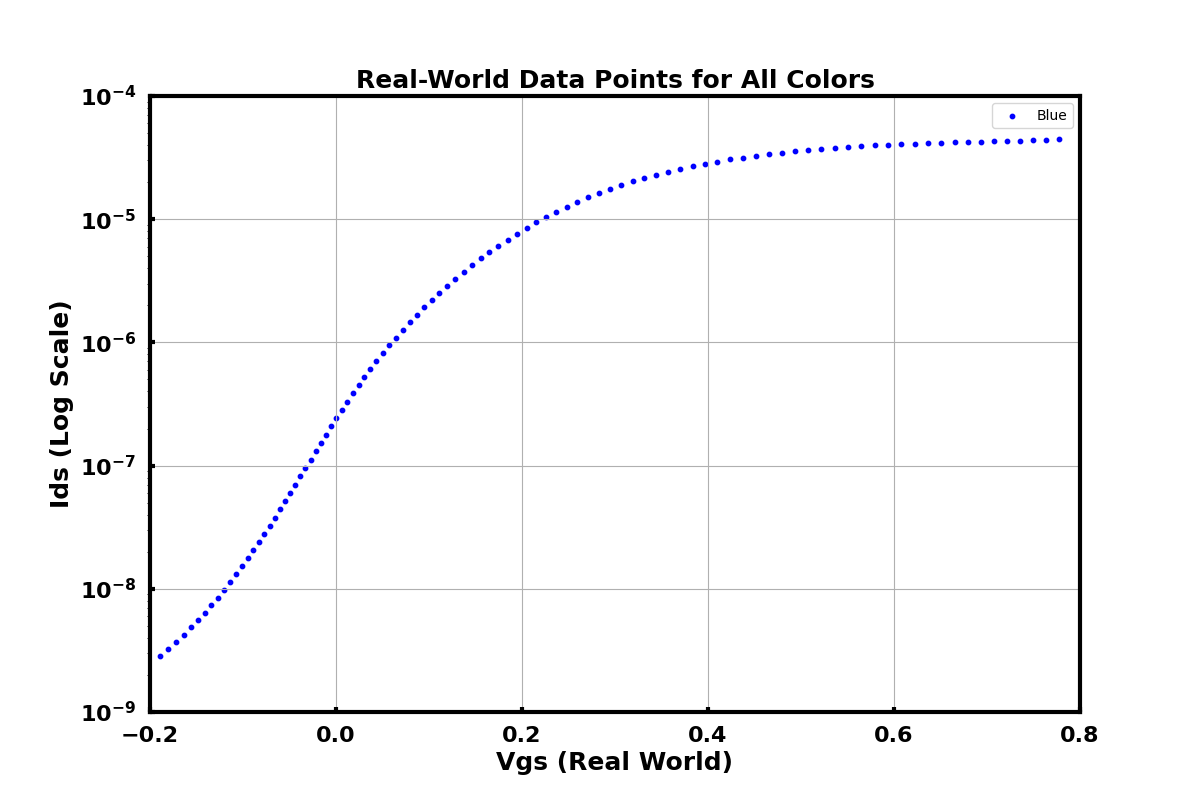 Real-World Data Points for All Colors
Blue
Ids (Log Scale)
10⁻⁴
10⁻⁵
10⁻⁶
10⁻⁷
10⁻⁸
10⁻⁹
−0.2 0.0 0.2 0.4 0.6 0.8
Vgs (Real World)